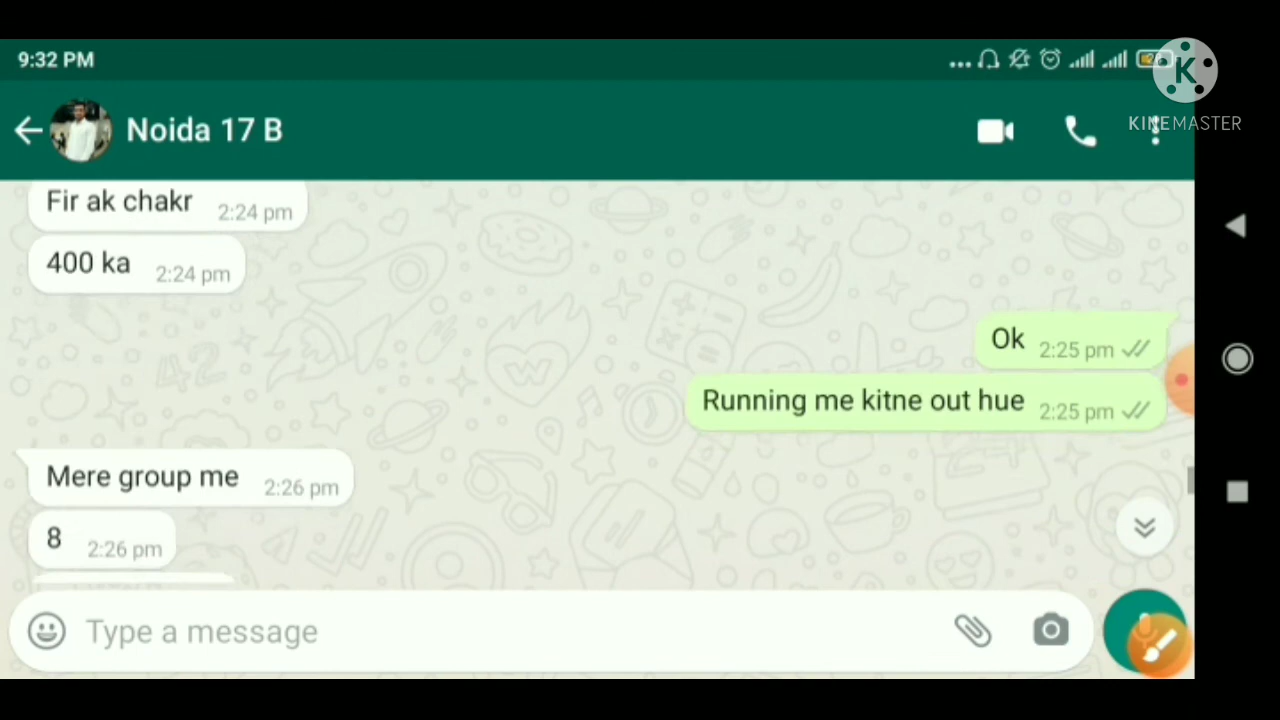 9:32 PM
KINEMASTER
Noida 17 B
Fir ak chakr 2:24 pm
400 ka 2:24 pm
Ok 2:25 pm
Running me kitne out hue 2:25 pm
Mere group me 2:26 pm
8 2:26 pm
Type a message